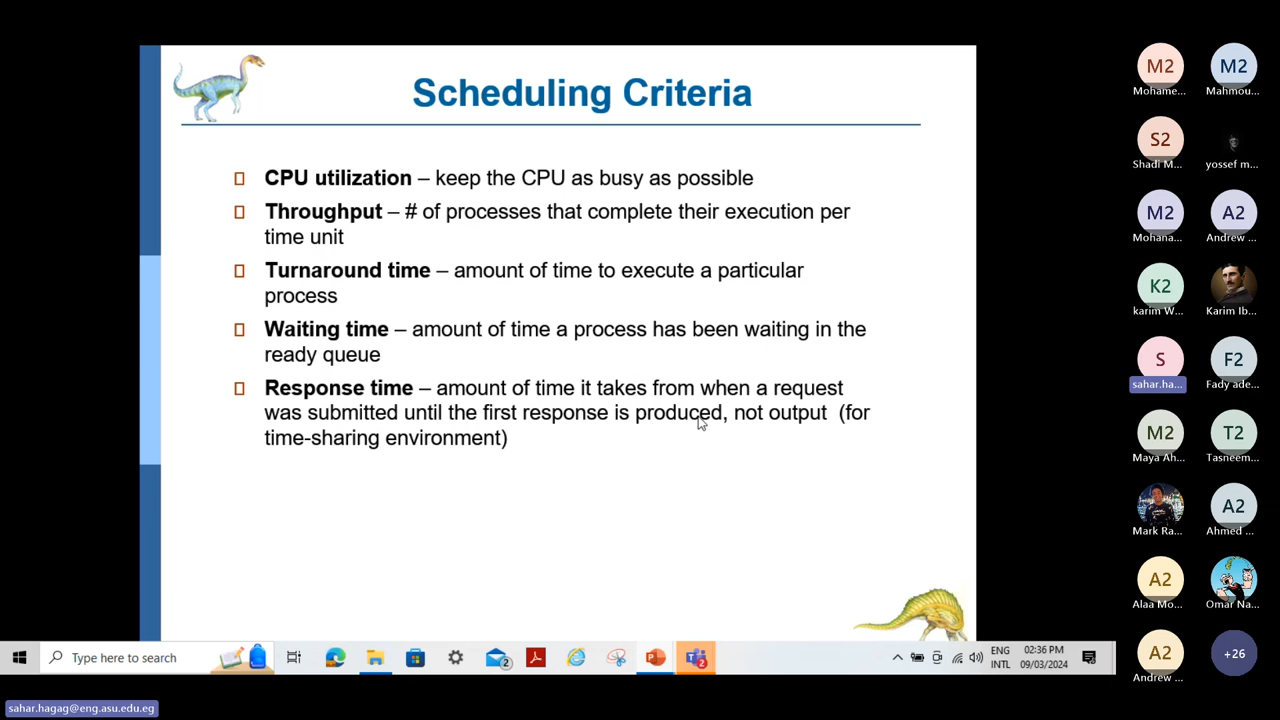 Scheduling Criteria
CPU utilization – keep the CPU as busy as possible
Throughput – # of processes that complete their execution per
time unit
Turnaround time – amount of time to execute a particular
process
Waiting time – amount of time a process has been waiting in the
ready queue
Response time – amount of time it takes from when a request
was submitted until the first response is produced, not output (for
time-sharing environment)
M2 M2
Mohame... Mahmou...
S2
Shadi M... yossef m...
M2 A2
Mohana... Andrew ...
K2
karim W... Karim Ib...
S F2
sahar.ha... Fady ade...
M2 T2
Maya Ah... Tasneem...
A2
Mark Ra... Ahmed ...
A2
Alaa Mo... Omar Na...
A2 +26
Andrew ...
Type here to search
2
2
ENG
INTL
02:36 PM
09/03/2024
sahar.hagag@eng.asu.edu.eg